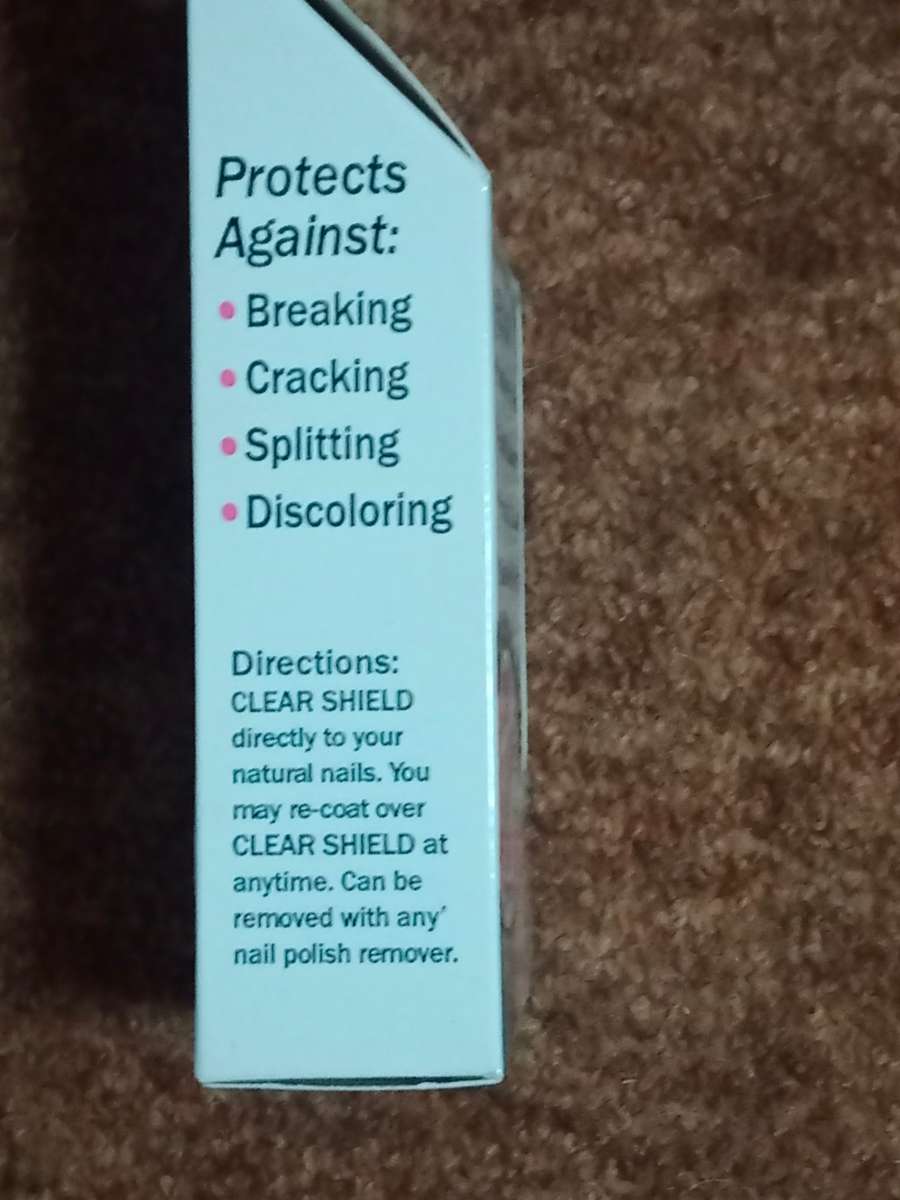 Protects
Against:
• Breaking
• Cracking
• Splitting
• Discoloring
Directions:
CLEAR SHIELD
directly to your
natural nails. You
may re-coat over
CLEAR SHIELD at
anytime. Can be
removed with any'
nail polish remover.